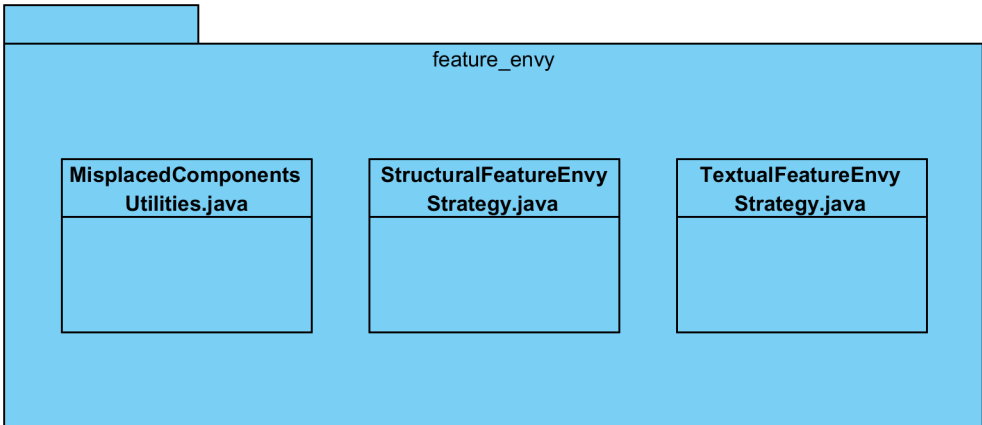 feature_envy
MisplacedComponents
Utilities.java
StructuralFeatureEnvy
Strategy.java
TextualFeatureEnvy
Strategy.java